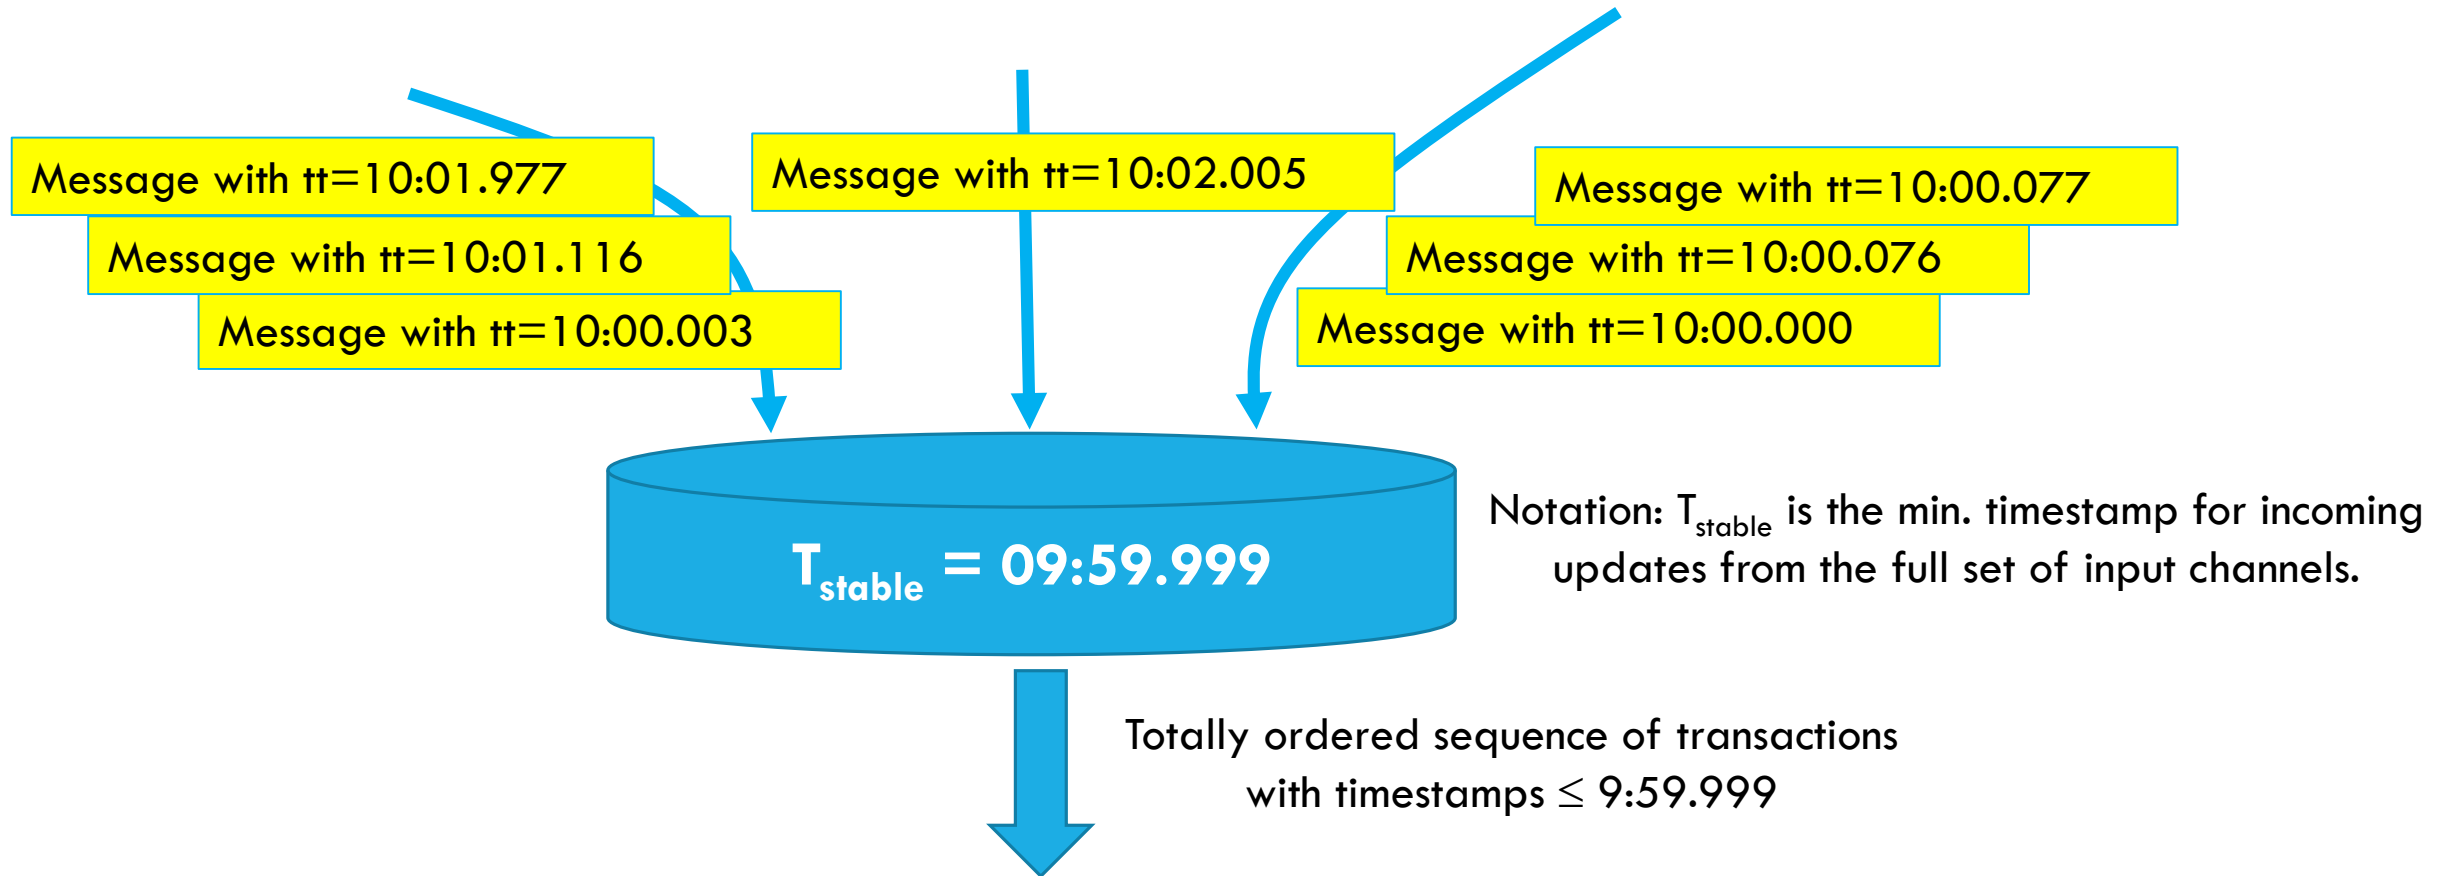 Message with tt=10:01.977
Message with tt=10:01.116
Message with tt=10:00.003
Message with tt=10:02.005
Message with tt=10:00.077
Message with tt=10:00.076
Message with tt=10:00.000
T_stable = 09:59.999
Notation: T_stable is the min. timestamp for incoming
updates from the full set of input channels.
Totally ordered sequence of transactions
with timestamps ≤ 9:59.999